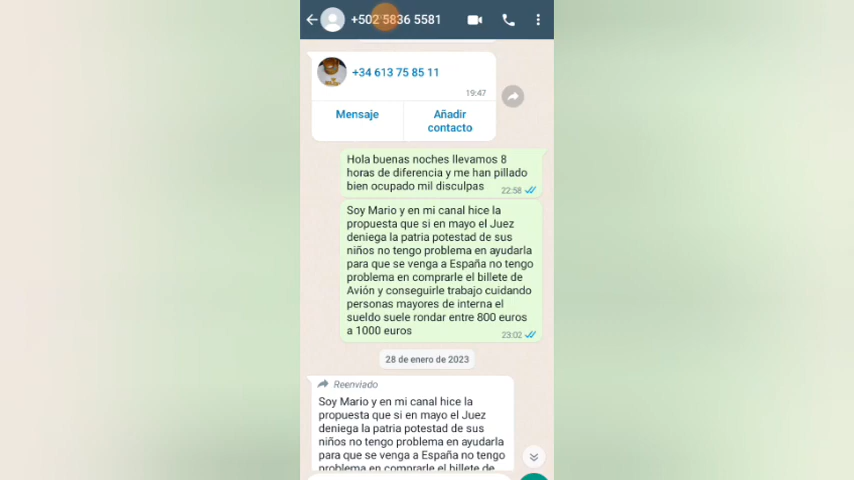 +502 5836 5581
+34 613 75 85 11
19:47
Mensaje
Añadir
contacto
Hola buenas noches llevamos 8
horas de diferencia y me han pillado
bien ocupado mil disculpas
22:58
Soy Mario y en mi canal hice la
propuesta que si en mayo el Juez
deniega la patria potestad de sus
niños no tengo problema en ayudarla
para que se venga a España no tengo
problema en comprarle el billete de
Avión y conseguirle trabajo cuidando
personas mayores de interna el
sueldo suele rondar entre 800 euros
a 1000 euros
23:02
28 de enero de 2023
Reenviado
Soy Mario y en mi canal hice la
propuesta que si en mayo el Juez
deniega la patria potestad de sus
niños no tengo problema en ayudarla
para que se venga a España no tengo
problema en comprarle el billete de